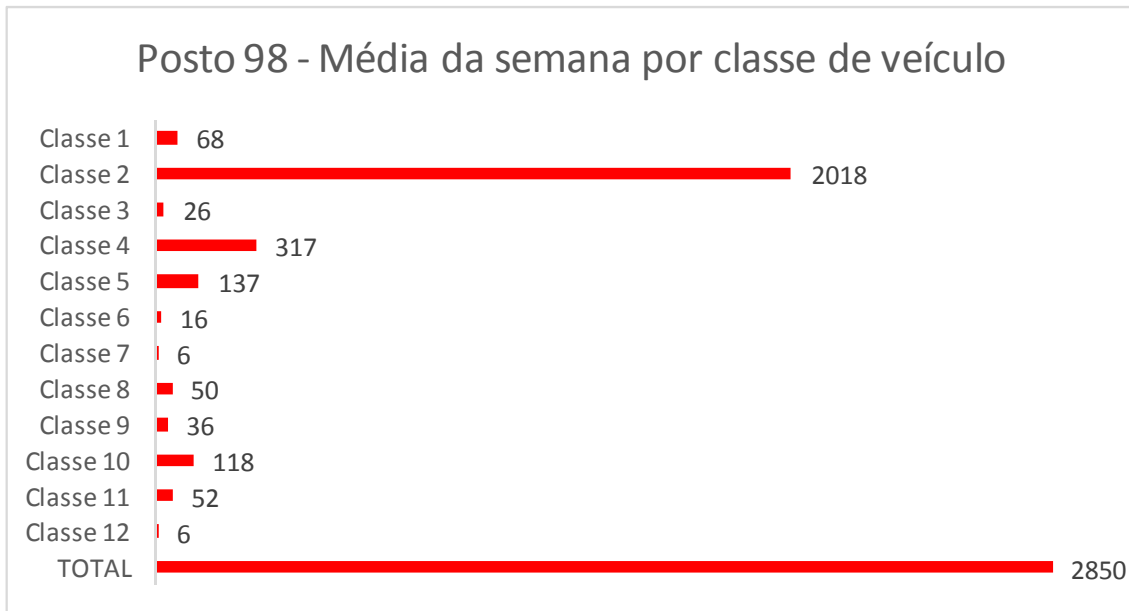 Posto 98 - Média da semana por classe de veículo
Classe 1 68
Classe 2 2018
Classe 3 26
Classe 4 317
Classe 5 137
Classe 6 16
Classe 7 6
Classe 8 50
Classe 9 36
Classe 10 118
Classe 11 52
Classe 12 6
TOTAL 2850